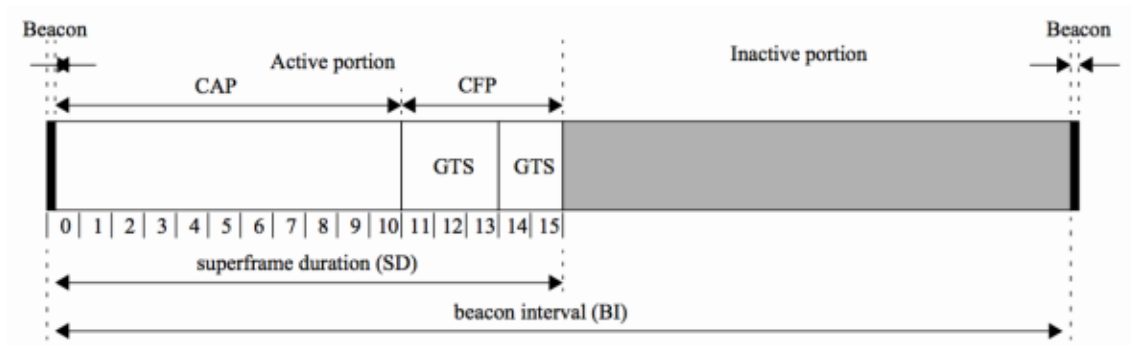 Beacon Beacon
Active portion Inactive portion
CAP CFP
GTS GTS
| 0| 1| 2| 3| 4| 5| 6| 7| 8| 9| 10| 11| 12| 13| 14| 15|
superframe duration (SD)
beacon interval (BI)